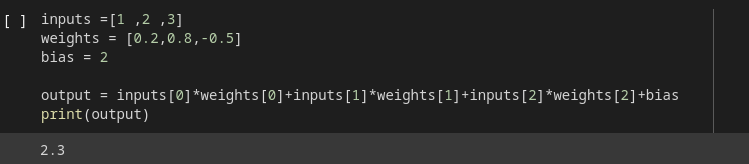 [ ] inputs =[1 ,2 ,3]
weights = [0.2,0.8,-0.5]
bias = 2
output = inputs[0]*weights[0]+inputs[1]*weights[1]+inputs[2]*weights[2]+bias
print(output)
2.3